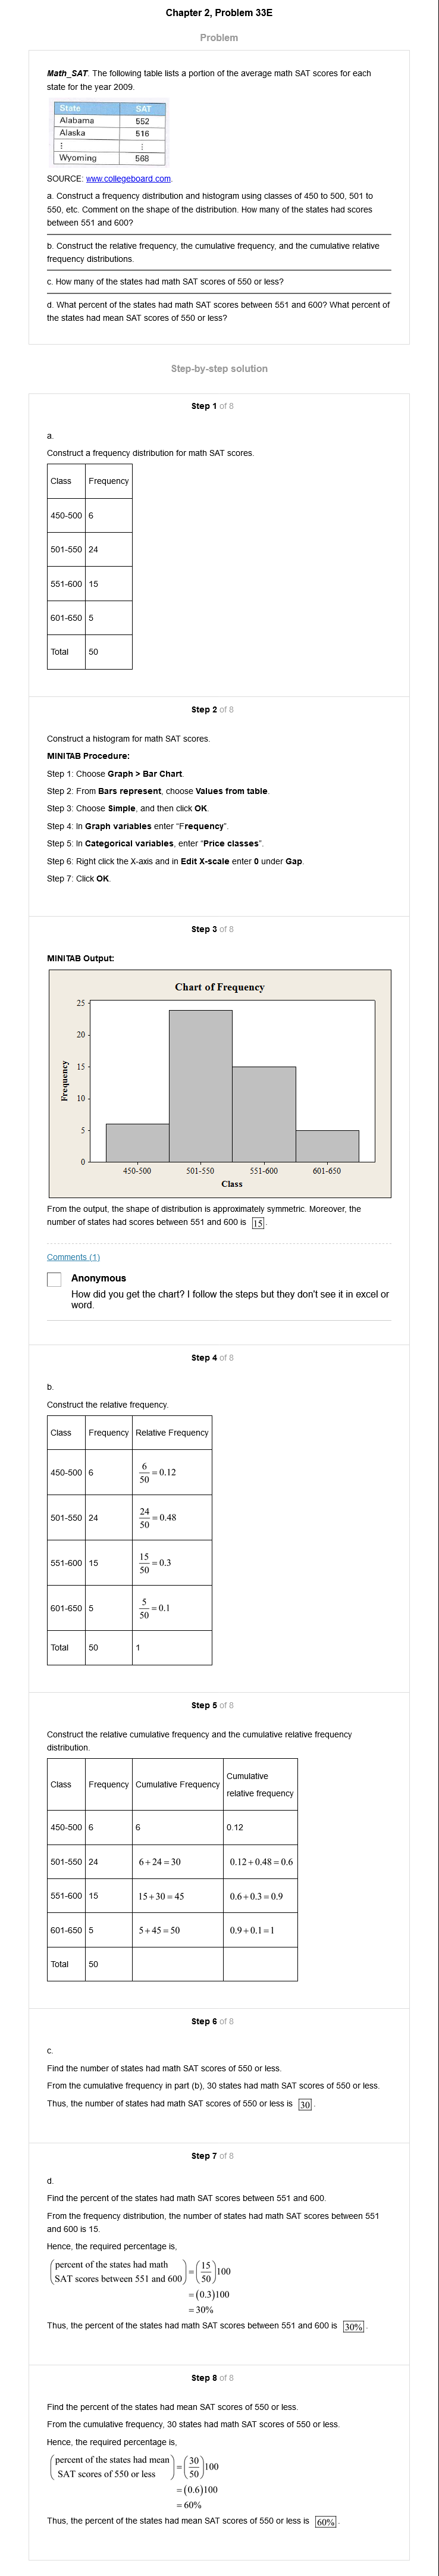 Chapter 2, Problem 33E
Problem
Math_SAT. The following table lists a portion of the average math SAT scores for each
state for the year 2009.
State SAT
Alabama 552
Alaska 516
⋮ ⋮
Wyoming 568
SOURCE: www.collegeboard.com.
a. Construct a frequency distribution and histogram using classes of 450 to 500, 501 to
550, etc. Comment on the shape of the distribution. How many of the states had scores
between 551 and 600?
b. Construct the relative frequency, the cumulative frequency, and the cumulative relative
frequency distributions.
c. How many of the states had math SAT scores of 550 or less?
d. What percent of the states had math SAT scores between 551 and 600? What percent of
the states had mean SAT scores of 550 or less?
Step-by-step solution
Step 1 of 8
a.
Construct a frequency distribution for math SAT scores.
Class Frequency
450-500 6
501-550 24
551-600 15
601-650 5
Total 50
Step 2 of 8
Construct a histogram for math SAT scores.
MINITAB Procedure:
Step 1: Choose Graph > Bar Chart.
Step 2: From Bars represent, choose Values from table.
Step 3: Choose Simple, and then click OK.
Step 4: In Graph variables enter “Frequency”.
Step 5: In Categorical variables, enter “Price classes”.
Step 6: Right click the X-axis and in Edit X-scale enter 0 under Gap.
Step 7: Click OK.
Step 3 of 8
MINITAB Output:
Chart of Frequency
25
20
15
10
5
0
Frequency
450-500 501-550 551-600 601-650
Class
From the output, the shape of distribution is approximately symmetric. Moreover, the
number of states had scores between 551 and 600 is 15.
Comments (1)
Anonymous
How did you get the chart? I follow the steps but they don't see it in excel or
word.
Step 4 of 8
b.
Construct the relative frequency.
Class Frequency Relative Frequency
450-500 6 6/50 = 0.12
501-550 24 24/50 = 0.48
551-600 15 15/50 = 0.3
601-650 5 5/50 = 0.1
Total 50 1
Step 5 of 8
Construct the relative cumulative frequency and the cumulative relative frequency
distribution.
Class Frequency Cumulative Frequency Cumulative
relative frequency
450-500 6 6 0.12
501-550 24 6+24=30 0.12+0.48=0.6
551-600 15 15+30=45 0.6+0.3=0.9
601-650 5 5+45=50 0.9+0.1=1
Total 50
Step 6 of 8
c.
Find the number of states had math SAT scores of 550 or less.
From the cumulative frequency in part (b), 30 states had math SAT scores of 550 or less.
Thus, the number of states had math SAT scores of 550 or less is 30.
Step 7 of 8
d.
Find the percent of the states had math SAT scores between 551 and 600.
From the frequency distribution, the number of states had math SAT scores between 551
and 600 is 15.
Hence, the required percentage is,
(percent of the states had math
SAT scores between 551 and 600) = (15/50)100
= (0.3)100
= 30%
Thus, the percent of the states had math SAT scores between 551 and 600 is 30%.
Step 8 of 8
Find the percent of the states had mean SAT scores of 550 or less.
From the cumulative frequency, 30 states had math SAT scores of 550 or less.
Hence, the required percentage is,
(percent of the states had mean
SAT scores of 550 or less) = (30/50)100
= (0.6)100
= 60%
Thus, the percent of the states had mean SAT scores of 550 or less is 60%.